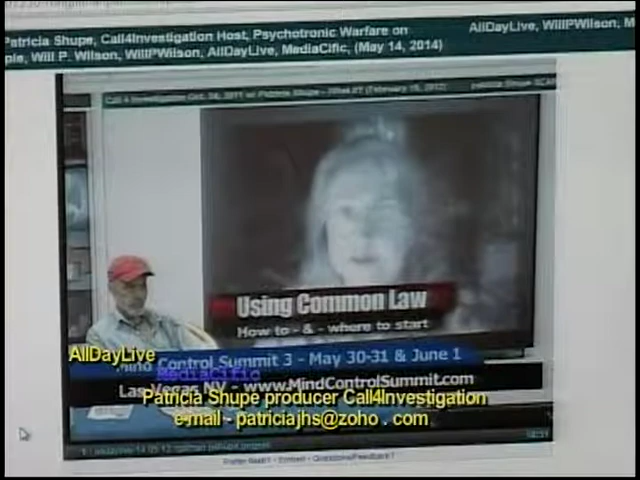 Patricia Shupe, Call4Investigation Host, Psychotronic Warfare on
ple, Will P. Wilson, WillPWilson, AllDayLive, MediaCific, (May 14, 2014)
AllDayLive, WillPWilson, M
Using Common Law
How to - & - where to start
AllDayLive
Mind Control Summit 3 - May 30-31 & June 1
MediaCific
Las Vegas NV - www.MindControlSummit.com
Patricia Shupe producer Call4Investigation
e-mail - patriciajhs@zoho . com